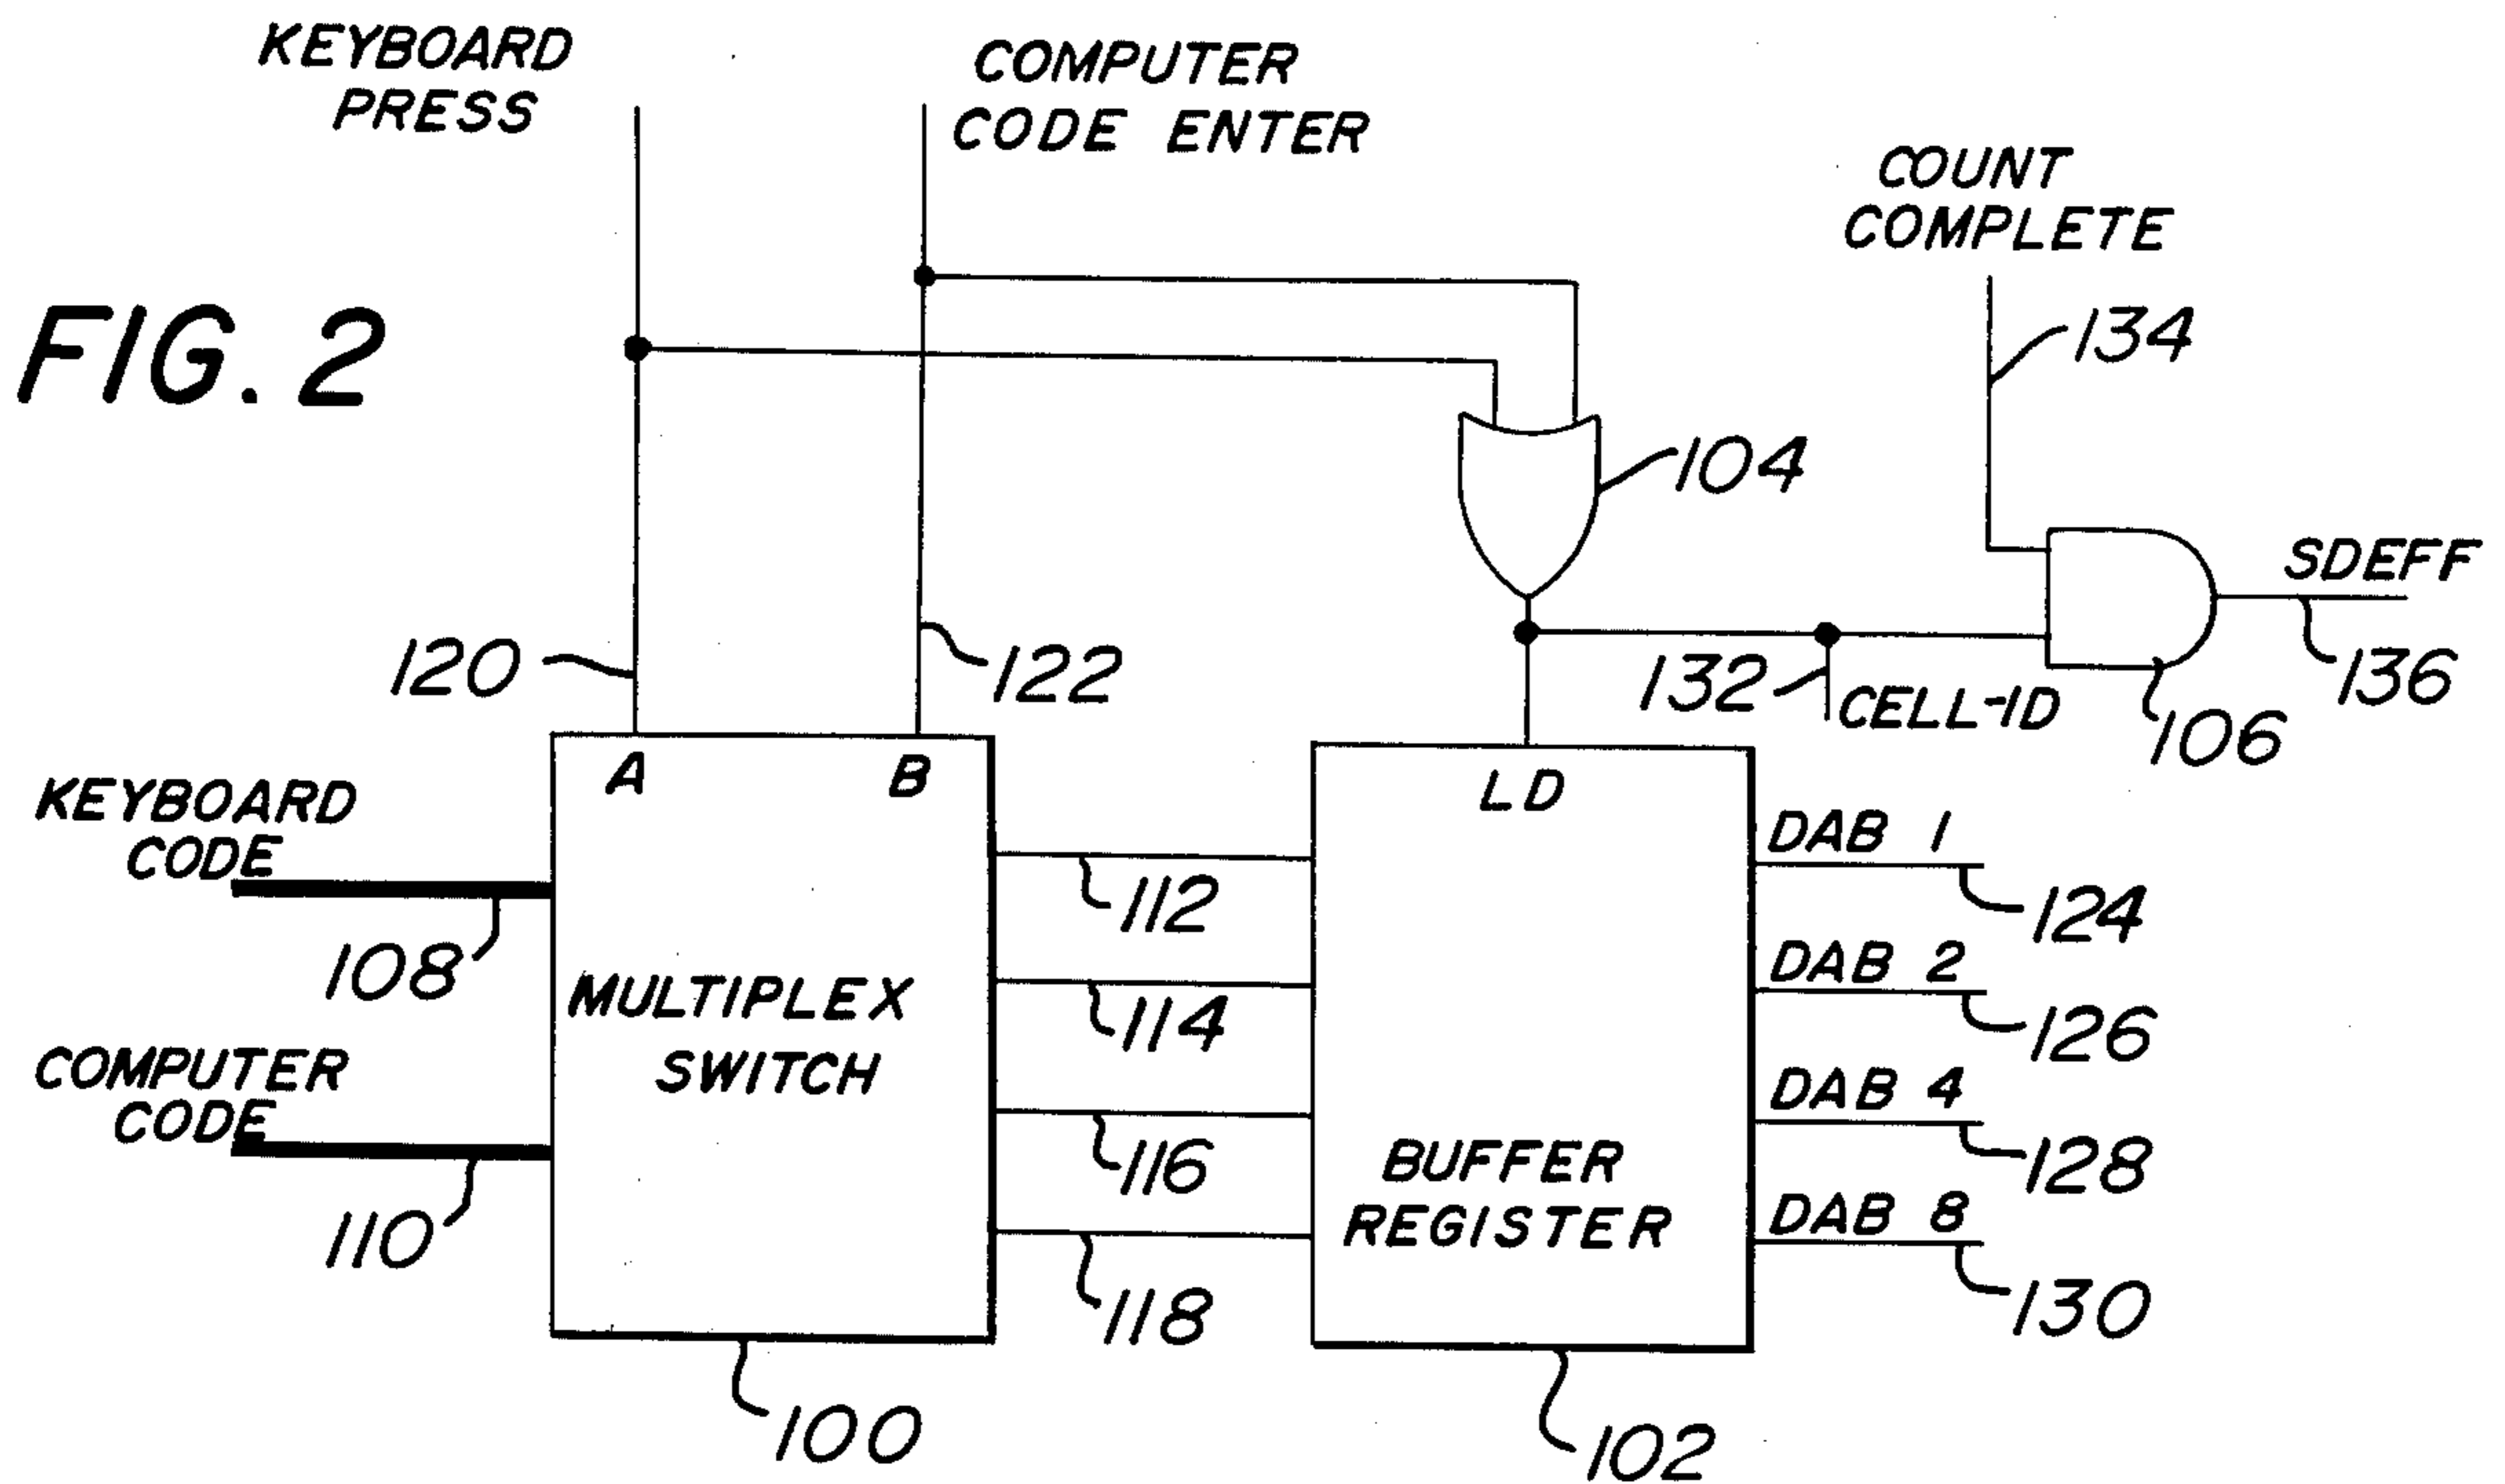 KEYBOARD
PRESS
COMPUTER
CODE ENTER
COUNT
COMPLETE
FIG. 2
134
104
SDEFF
120
122
132
CELL-ID
136
106
A
B
LD
KEYBOARD
CODE
DAB 1
112
124
108
MULTIPLEX
SWITCH
DAB 2
114
126
COMPUTER
CODE
DAB 4
116
BUFFER
REGISTER
128
110
DAB 8
118
130
100
102